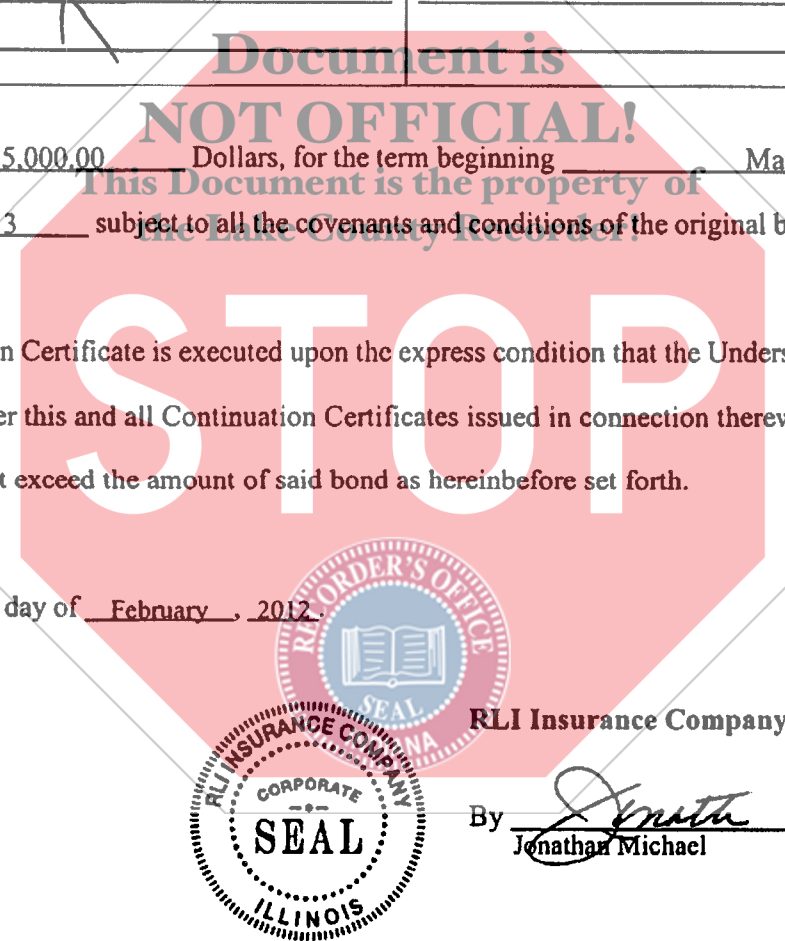 Document is
NOT OFFICIAL!
5,000.00 Dollars, for the term beginning Ma
This Document is the property of
3 subject to all the covenants and conditions of the original b
the Lake County Recorder!
STOP
n Certificate is executed upon the express condition that the Unders
er this and all Continuation Certificates issued in connection therew
t exceed the amount of said bond as hereinbefore set forth.
day of February, 2012.
RECORDER'S OFFICE
SEAL
INDIANA
RLI Insurance Company
RLI INSURANCE COMPANY
CORPORATE
SEAL
ILLINOIS
By
Jonathan Michael